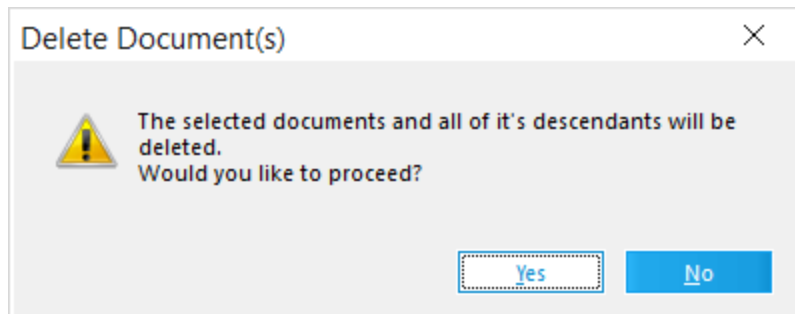 Delete Document(s)
The selected documents and all of it's descendants will be
deleted.
Would you like to proceed?
Yes
No